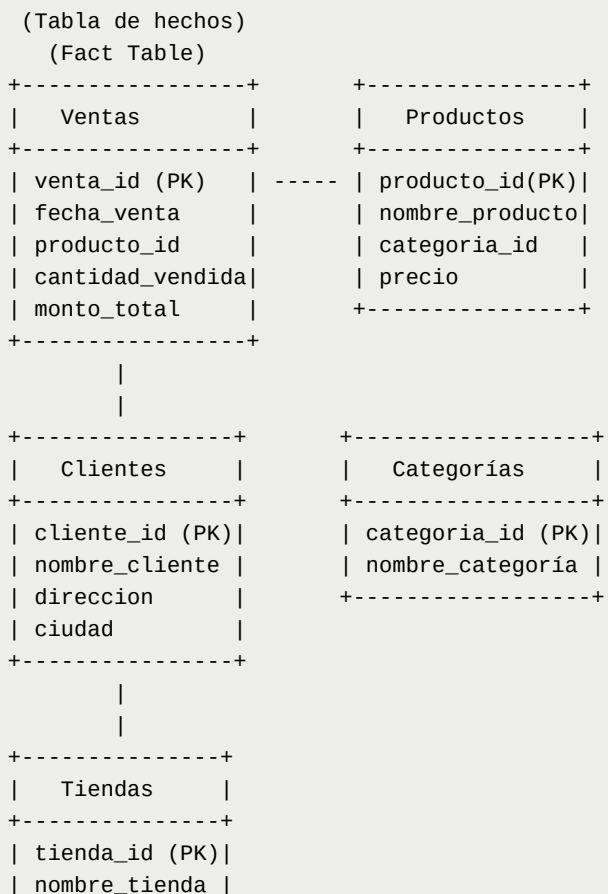 (Tabla de hechos)
(Fact Table)
+-----------------+       +----------------+
|   Ventas        |       |   Productos    |
+-----------------+       +----------------+
| venta_id (PK)   | ----- | producto_id(PK)|
| fecha_venta     |       | nombre_producto|
| producto_id     |       | categoria_id   |
| cantidad_vendida|       | precio         |
| monto_total     |       +----------------+
+-----------------+
|
|
+----------------+       +------------------+
|   Clientes     |       |   Categorías     |
+----------------+       +------------------+
| cliente_id (PK)|       | categoria_id (PK)|
| nombre_cliente |       | nombre_categoría |
| direccion      |       +------------------+
| ciudad         |
+----------------+
|
|
+---------------+
|   Tiendas     |
+---------------+
| tienda_id (PK)|
| nombre_tienda |